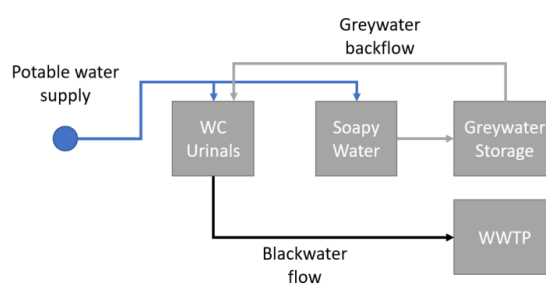 Greywater
backflow
Potable water
supply
WC
Urinals
Soapy
Water
Greywater
Storage
WWTP
Blackwater
flow